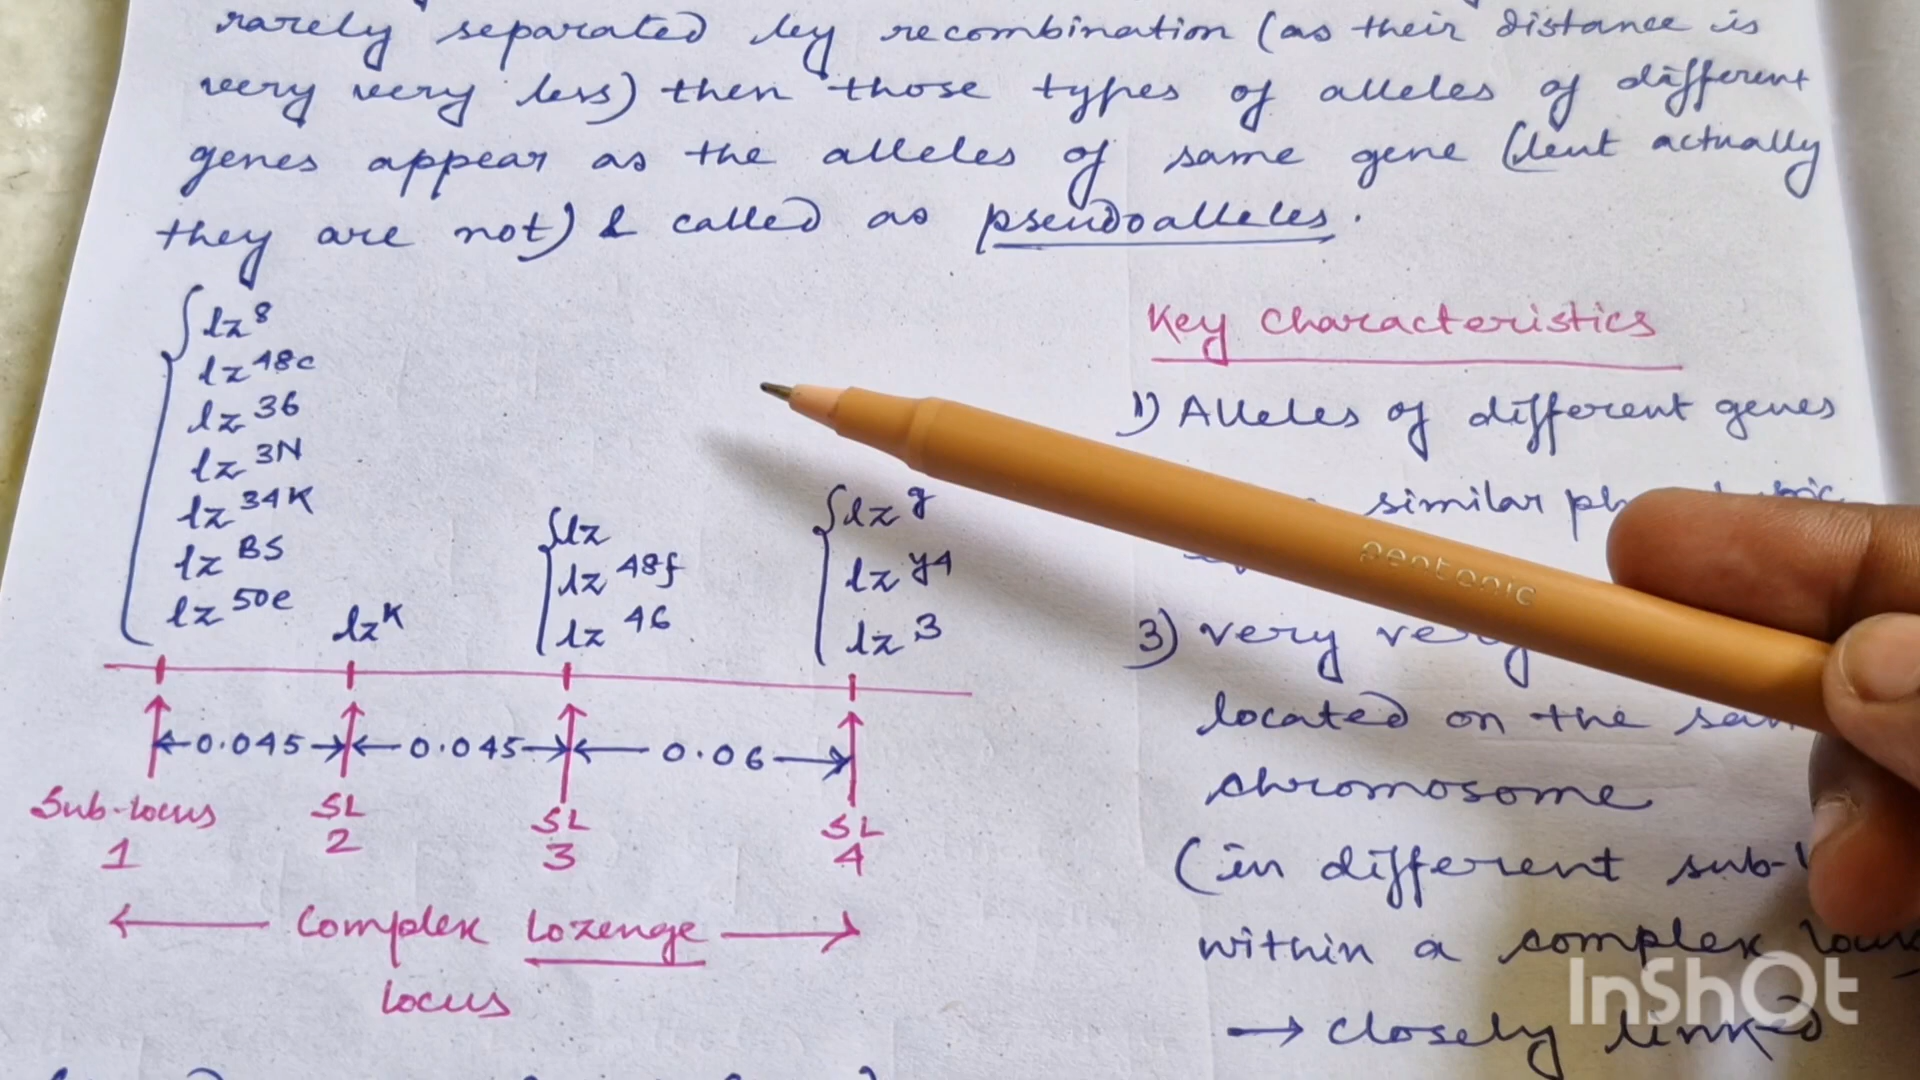 rarely separated by recombination (as their distance is
very very less) then those types of alleles of different
genes appear as the alleles of same gene (but actually
they are not) & called as pseudoalleles.
lz 8
lz 48c
lz 36
lz 3N
lz 34K
lz BS
lz 50e
lz K
lz
lz 48f
lz 46
lz g
lz y4
lz 3
0.045 0.045 0.06
Sub-locus 1
SL 2
SL 3
SL 4
Complex Lozenge
locus
Key Characteristics
1) Alleles of different genes
similar
3) very
located on the
chromosome
(in different
within a complex
→ closely linked
pentonic
InShOt